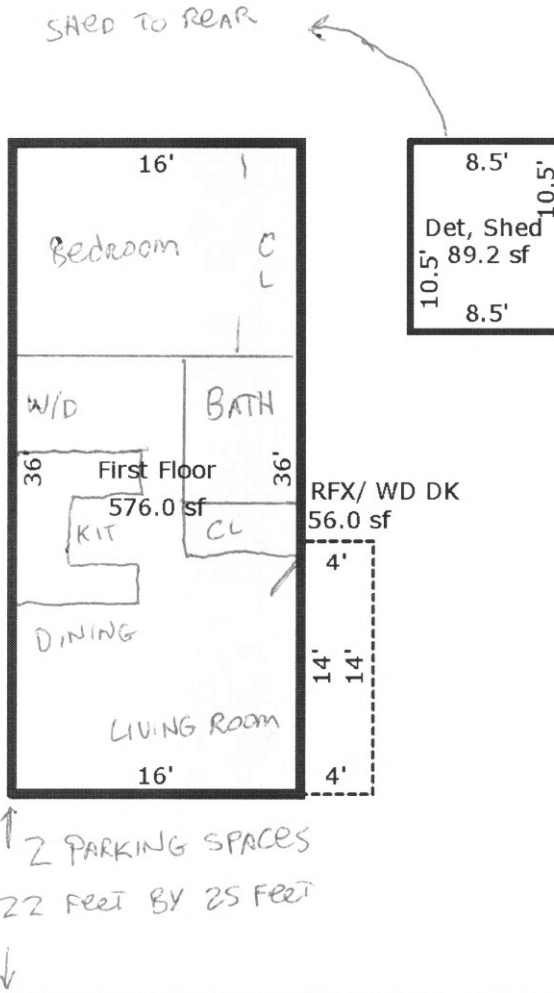 SHED TO REAR
16'
8.5'
10.5'
Bedroom
C
L
Det, Shed
89.2 sf
10.5'
8.5'
W/D
BATH
36'
First Floor
576.0 sf
36'
RFX/ WD DK
56.0 sf
KIT
CL
4'
DINING
14'
14'
LIVING ROOM
16'
4'
2 PARKING SPACES
22 FEET BY 25 FEET